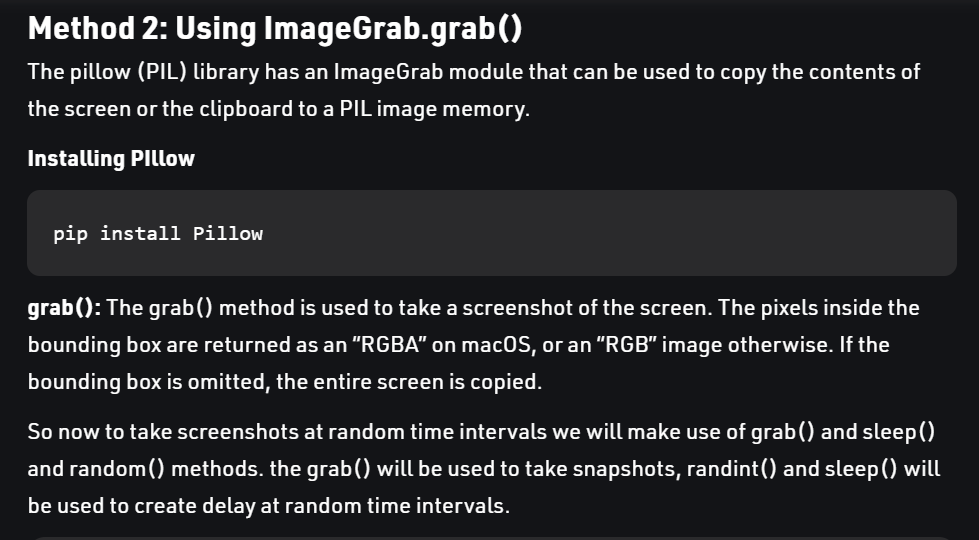 Method 2: Using ImageGrab.grab()
The pillow (PIL) library has an ImageGrab module that can be used to copy the contents of
the screen or the clipboard to a PIL image memory.
Installing PIllow
pip install Pillow
grab(): The grab() method is used to take a screenshot of the screen. The pixels inside the
bounding box are returned as an “RGBA” on macOS, or an “RGB” image otherwise. If the
bounding box is omitted, the entire screen is copied.
So now to take screenshots at random time intervals we will make use of grab() and sleep()
and random() methods. the grab() will be used to take snapshots, randint() and sleep() will
be used to create delay at random time intervals.